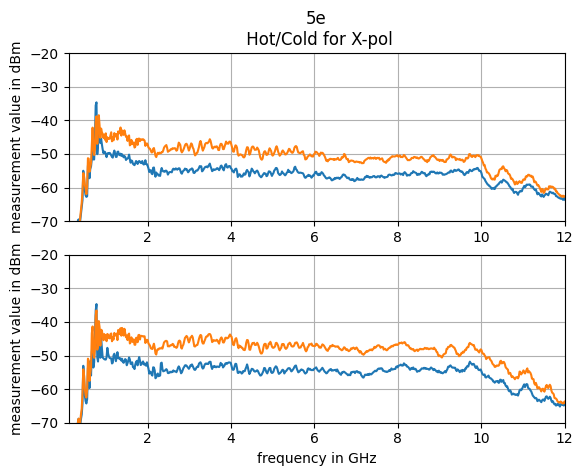 5e
Hot/Cold for X-pol
measurement value in dBm
−20
−30
−40
−50
−60
−70
2 4 6 8 10 12
measurement value in dBm
−20
−30
−40
−50
−60
−70
2 4 6 8 10 12
frequency in GHz